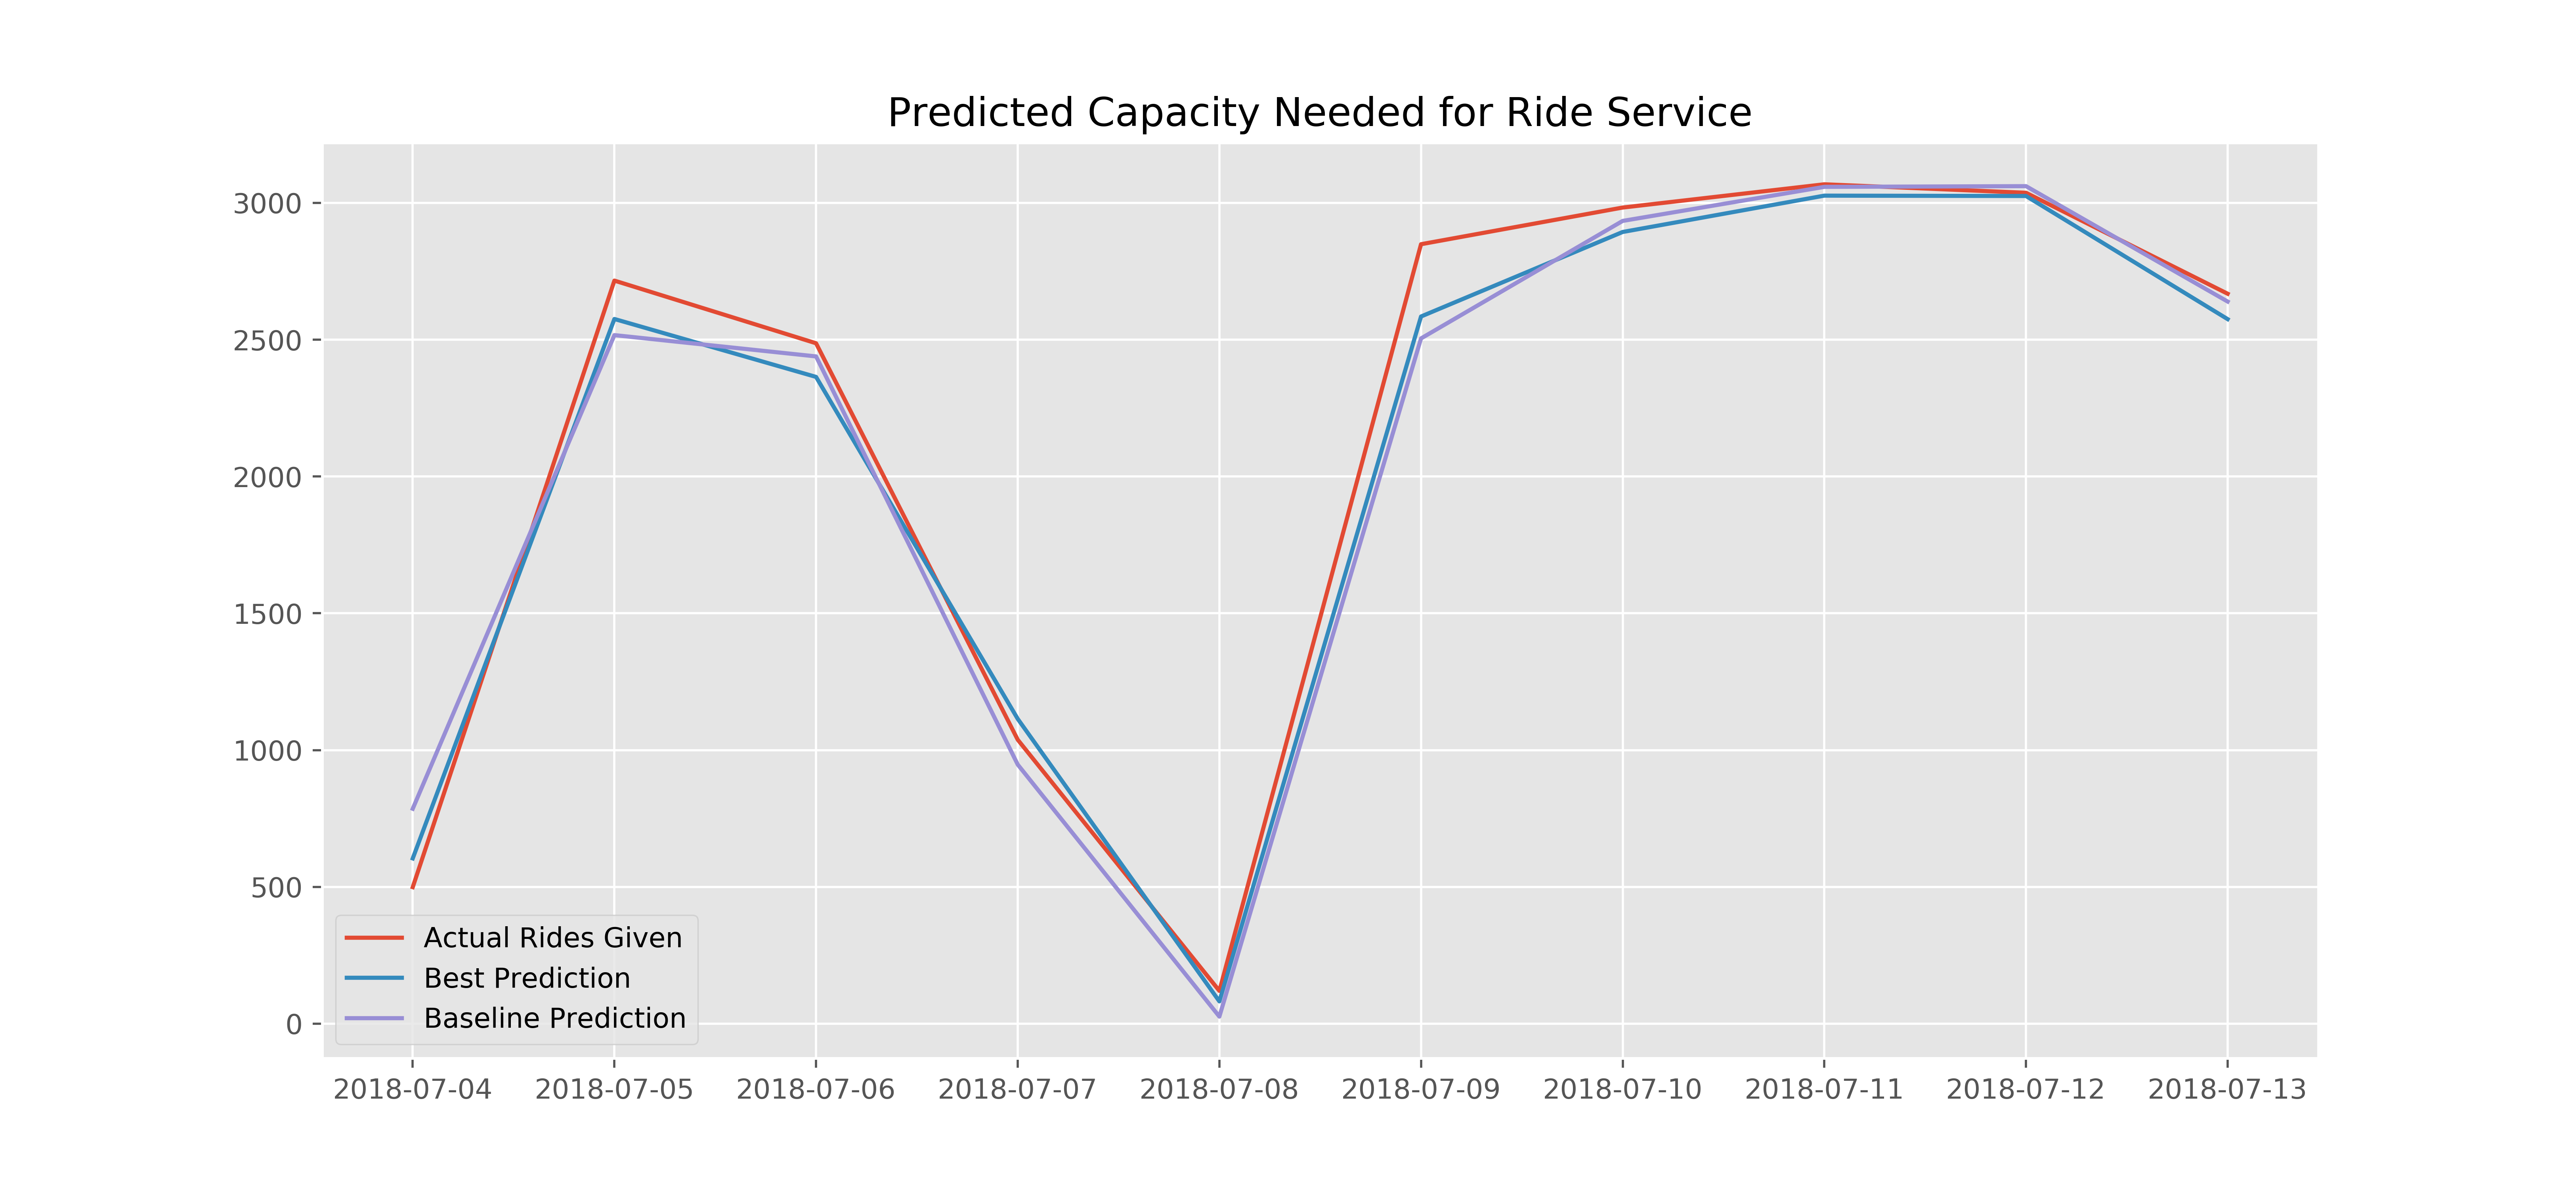 Predicted Capacity Needed for Ride Service
3000
2500
2000
1500
1000
500
0
Actual Rides Given
Best Prediction
Baseline Prediction
2018-07-04 2018-07-05 2018-07-06 2018-07-07 2018-07-08 2018-07-09 2018-07-10 2018-07-11 2018-07-12 2018-07-13